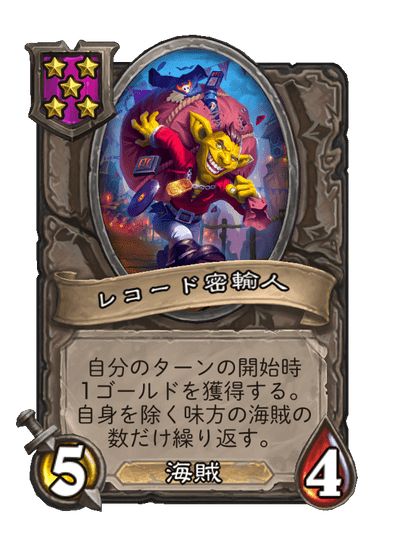 レコード密輸人
自分のターンの開始時
1ゴールドを獲得する。
自身を除く味方の海賊の
数だけ繰り返す。
5
海賊
4